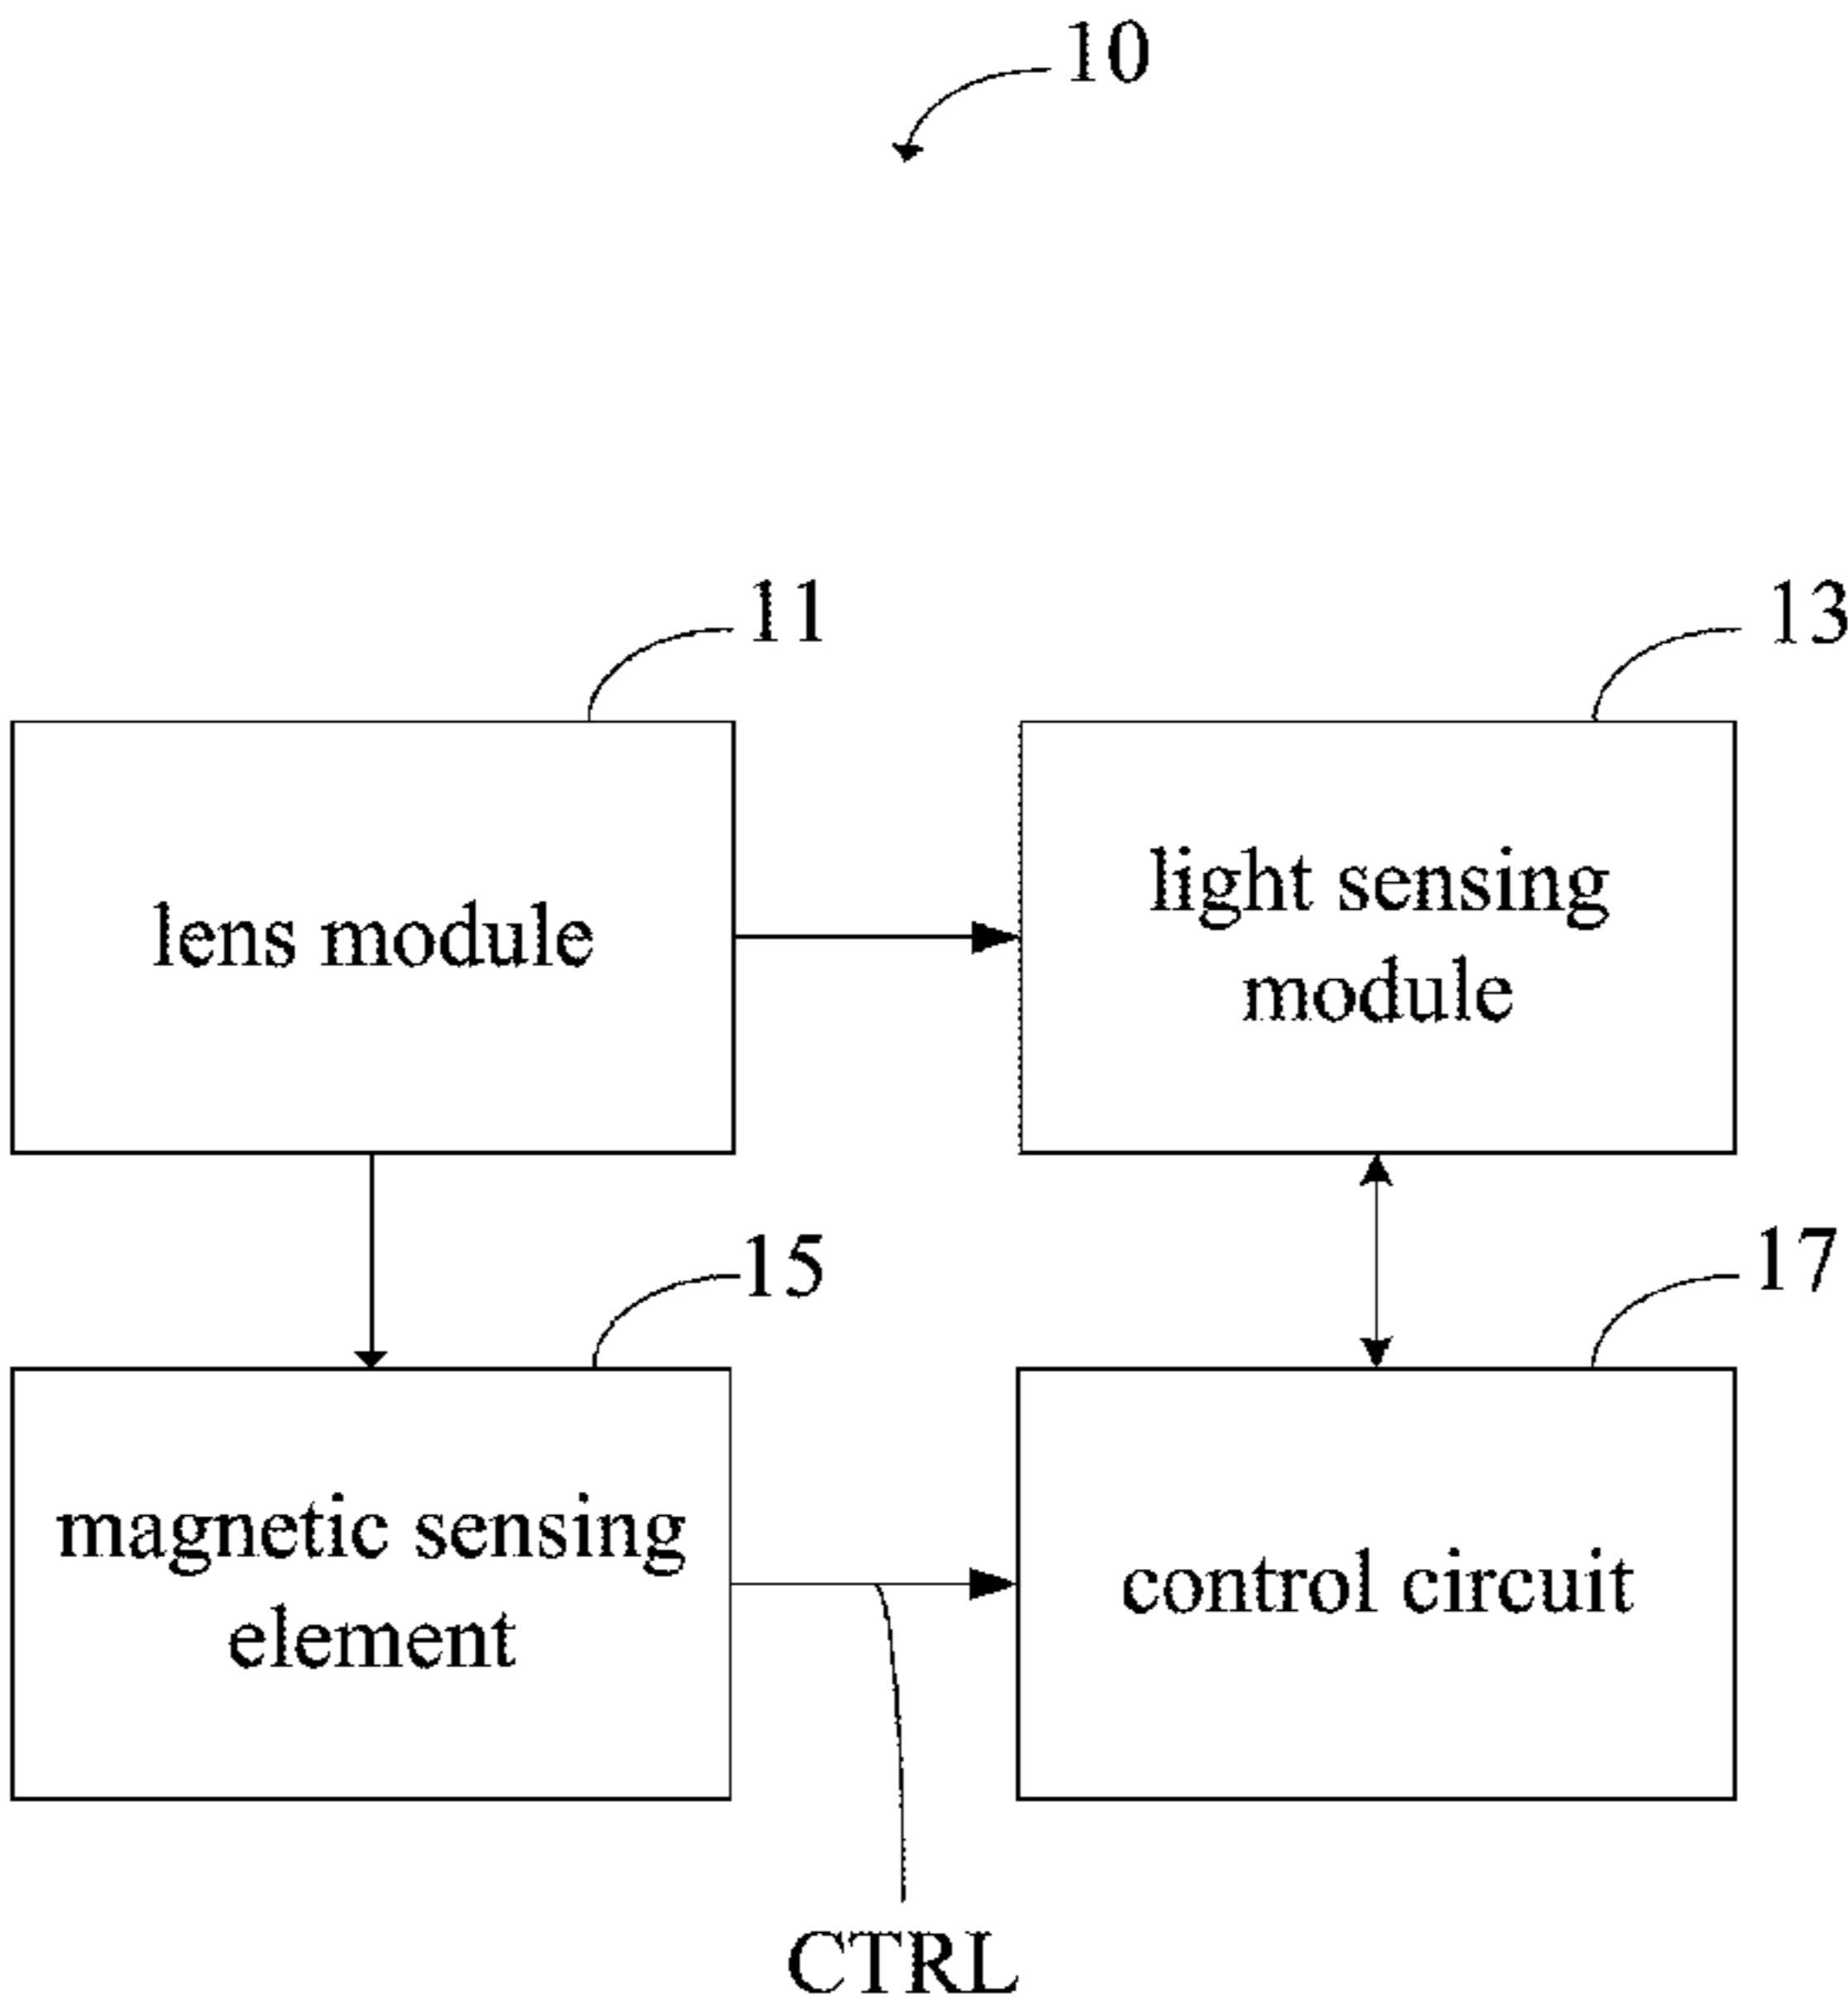 10
11
13
lens module
light sensing
module
15
17
magnetic sensing
element
control circuit
CTRL